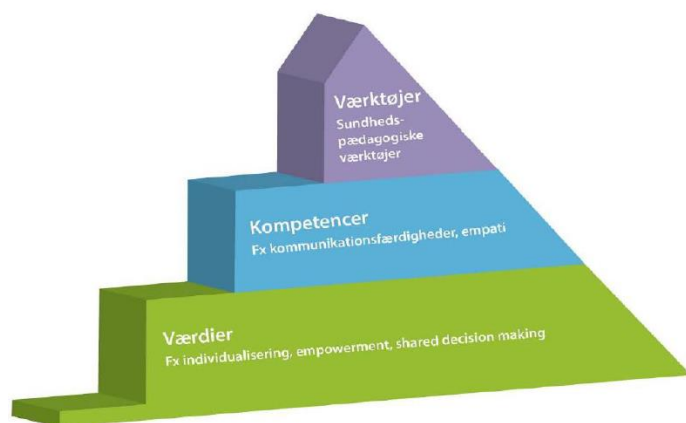 Værktøjer
Sundheds-
pædagogiske
værktøjer
Kompetencer
Fx kommunikationsfærdigheder, empati
Værdier
Fx individualisering, empowerment, shared decision making